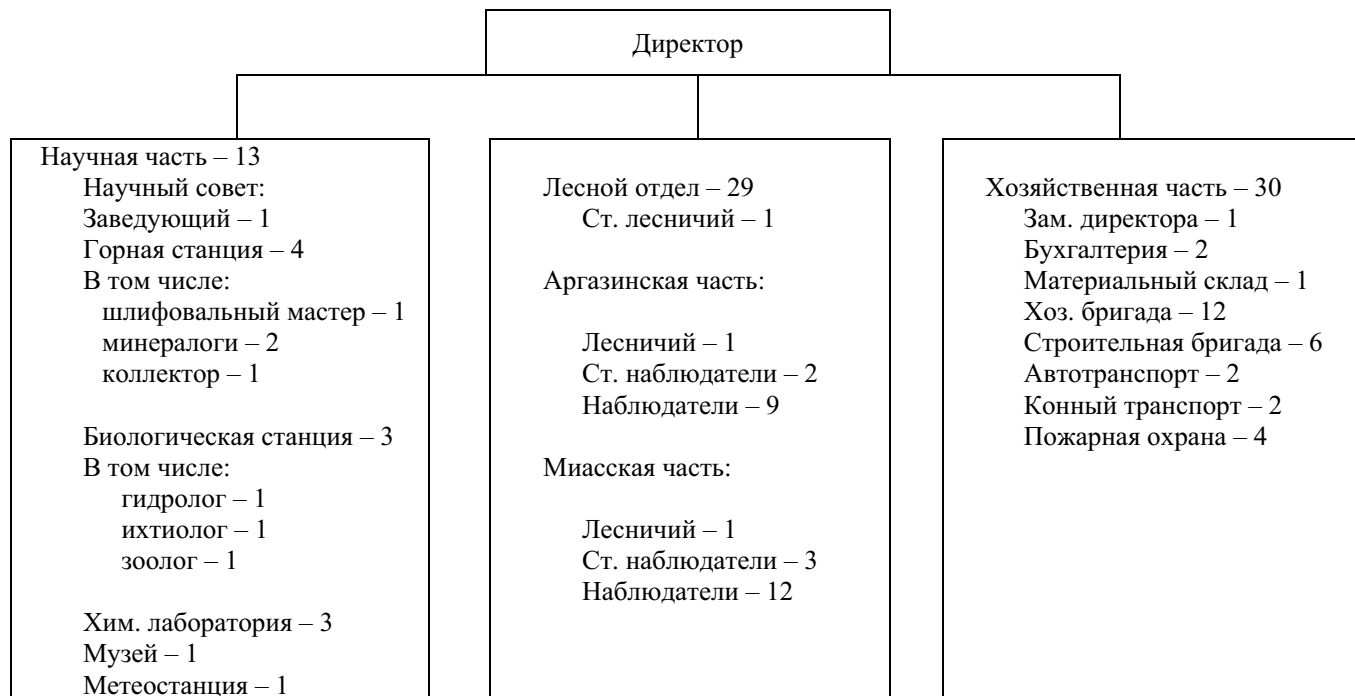 Директор
Научная часть – 13
Научный совет:
Заведующий – 1
Горная станция – 4
В том числе:
шлифовальный мастер – 1
минералоги – 2
коллектор – 1
Биологическая станция – 3
В том числе:
гидролог – 1
ихтиолог – 1
зоолог – 1
Хим. лаборатория – 3
Музей – 1
Метеостанция – 1
Лесной отдел – 29
Ст. лесничий – 1
Аргазинская часть:
Лесничий – 1
Ст. наблюдатели – 2
Наблюдатели – 9
Миасская часть:
Лесничий – 1
Ст. наблюдатели – 3
Наблюдатели – 12
Хозяйственная часть – 30
Зам. директора – 1
Бухгалтерия – 2
Материальный склад – 1
Хоз. бригада – 12
Строительная бригада – 6
Автотранспорт – 2
Конный транспорт – 2
Пожарная охрана – 4